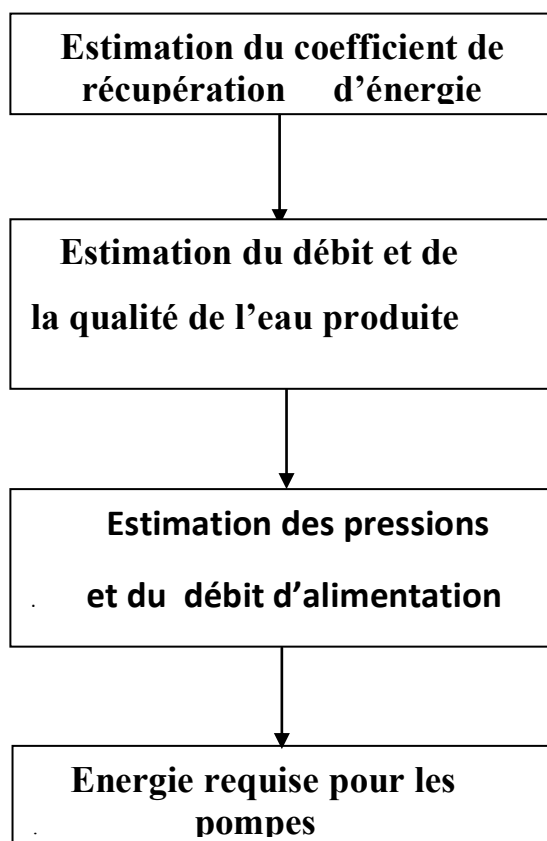 Estimation du coefficient de
récupération d’énergie
Estimation du débit et de
la qualité de l’eau produite
Estimation des pressions
. et du débit d’alimentation
Energie requise pour les
. pompes